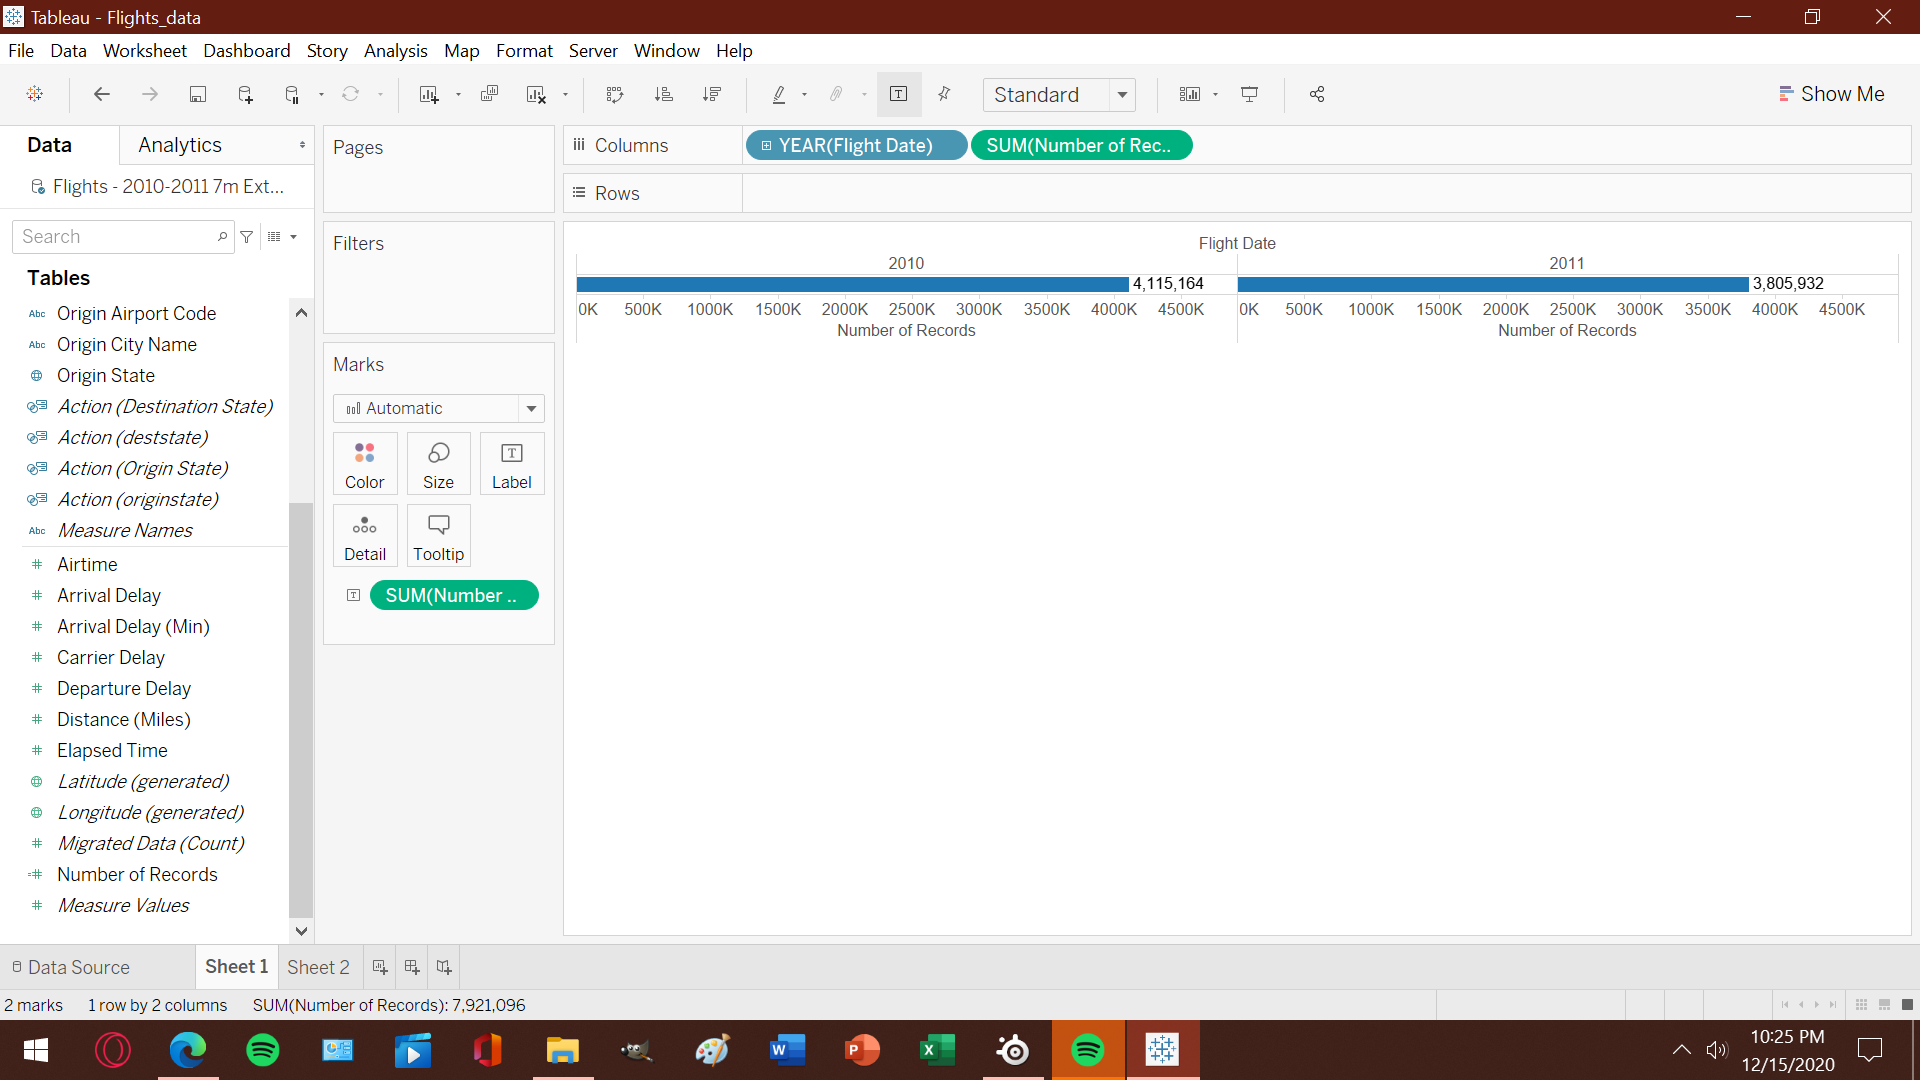 Tableau - Flights_data
File Data Worksheet Dashboard Story Analysis Map Format Server Window Help
Standard
Show Me
Data Analytics
Flights - 2010-2011 7m Ext...
Search
Tables
Abc Origin Airport Code
Abc Origin City Name
Origin State
Action (Destination State)
Action (deststate)
Action (Origin State)
Action (originstate)
Abc Measure Names
# Airtime
# Arrival Delay
# Arrival Delay (Min)
# Carrier Delay
# Departure Delay
# Distance (Miles)
# Elapsed Time
Latitude (generated)
Longitude (generated)
# Migrated Data (Count)
=# Number of Records
# Measure Values
Pages
Filters
Marks
Automatic
Color Size Label
Detail Tooltip
SUM(Number ..
Columns YEAR(Flight Date) SUM(Number of Rec..
Rows
Flight Date
2010 2011
4,115,164 3,805,932
0K 500K 1000K 1500K 2000K 2500K 3000K 3500K 4000K 4500K 0K 500K 1000K 1500K 2000K 2500K 3000K 3500K 4000K 4500K
Number of Records Number of Records
Data Source Sheet 1 Sheet 2
2 marks 1 row by 2 columns SUM(Number of Records): 7,921,096
10:25 PM
12/15/2020